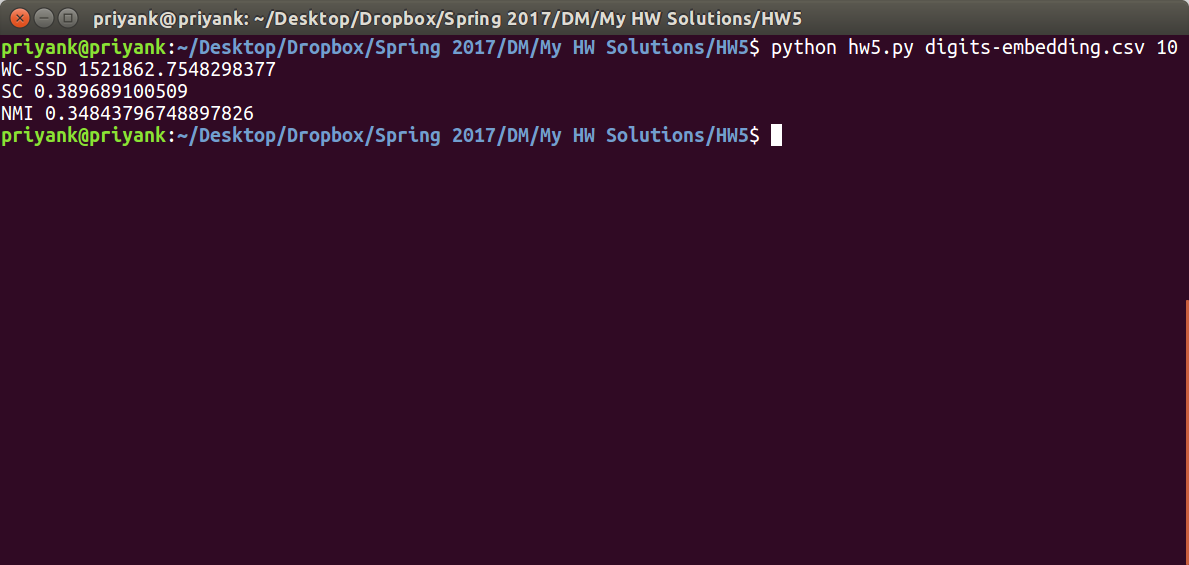 priyank@priyank: ~/Desktop/Dropbox/Spring 2017/DM/My HW Solutions/HW5
priyank@priyank:~/Desktop/Dropbox/Spring 2017/DM/My HW Solutions/HW5$ python hw5.py digits-embedding.csv 10
WC-SSD 1521862.7548298377
SC 0.389689100509
NMI 0.34843796748897826
priyank@priyank:~/Desktop/Dropbox/Spring 2017/DM/My HW Solutions/HW5$